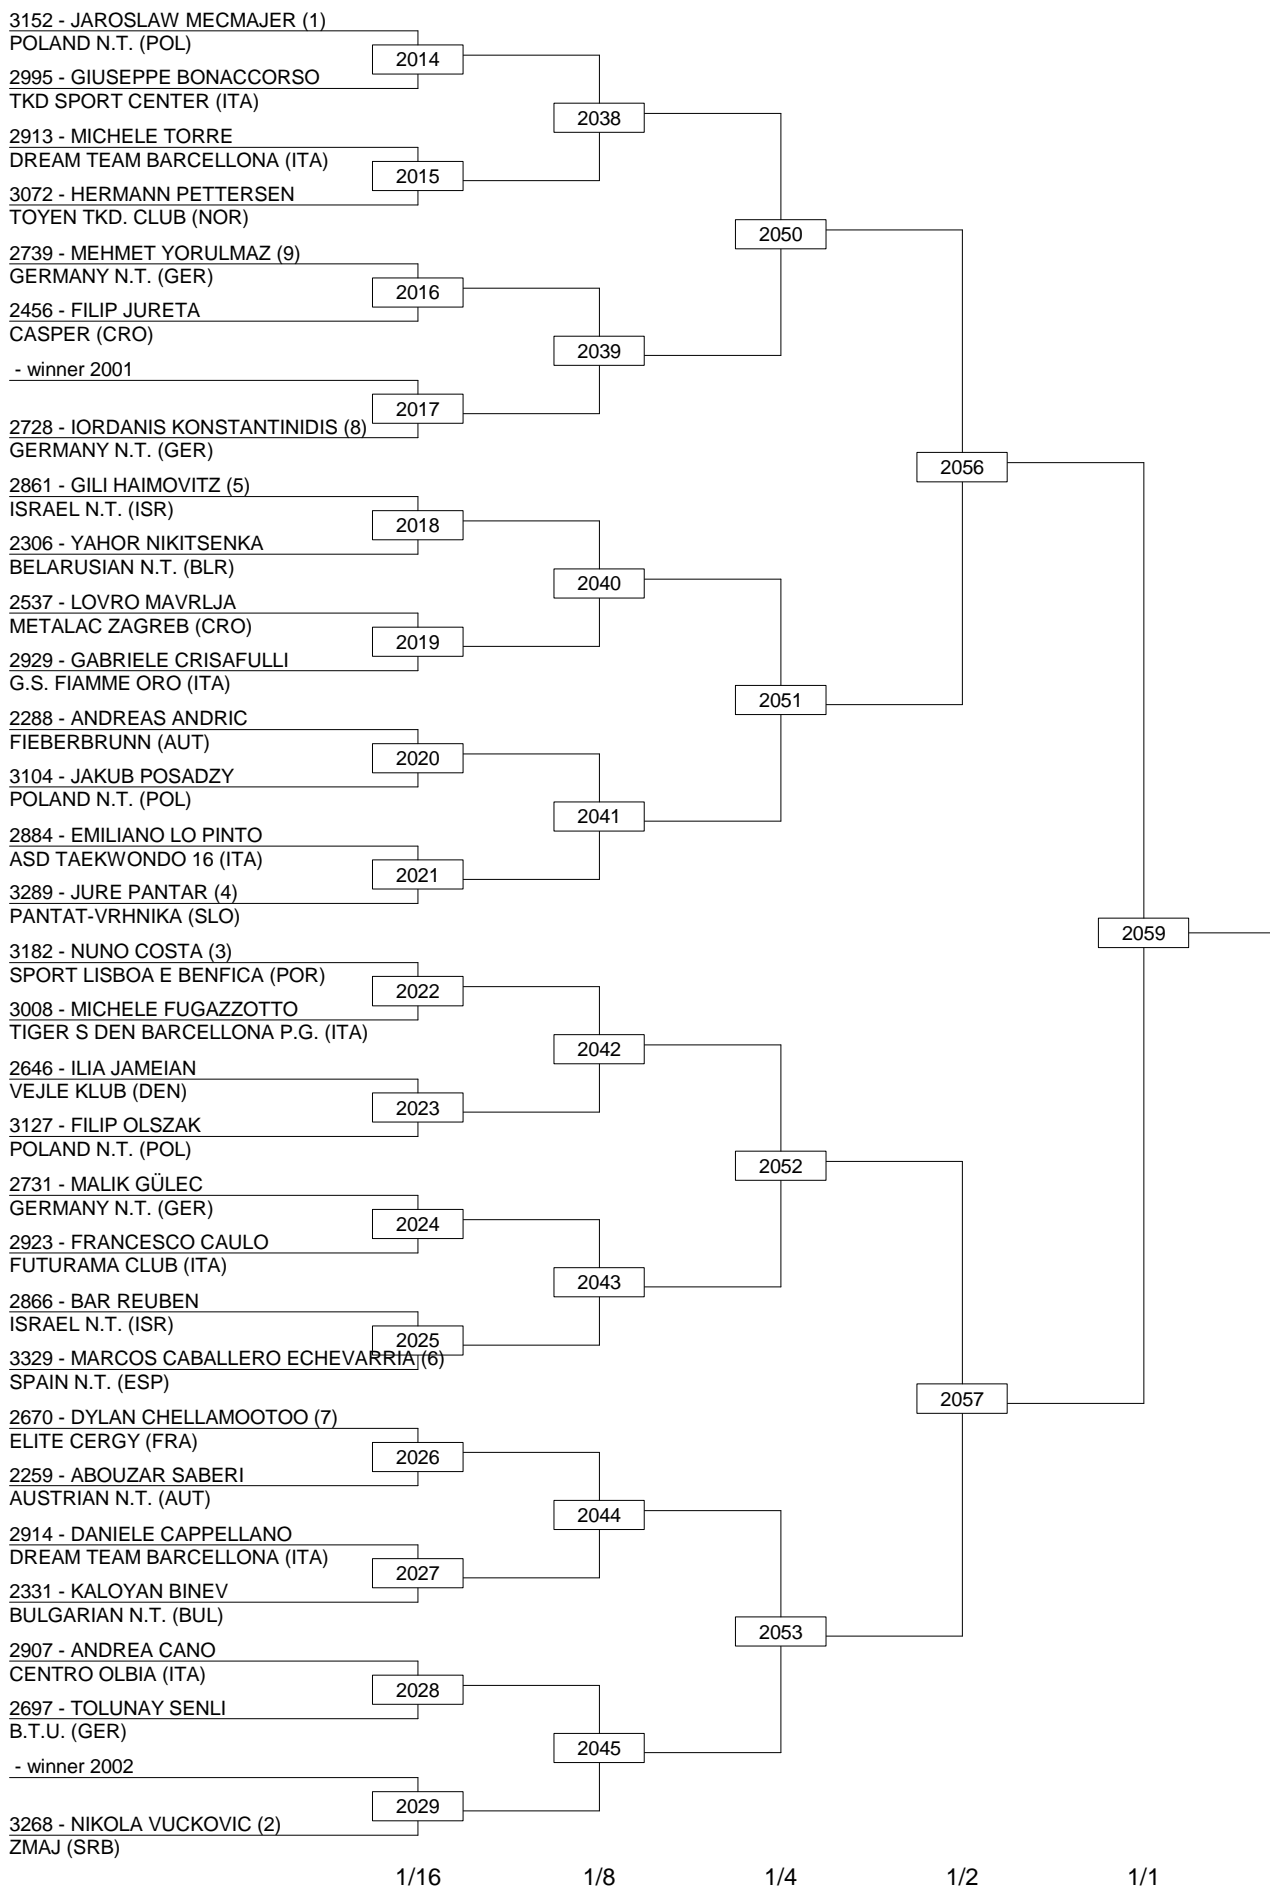 3152 - JAROSLAW MECMAJER (1)
POLAND N.T. (POL)
2014
2995 - GIUSEPPE BONACCORSO
TKD SPORT CENTER (ITA)
2038
2913 - MICHELE TORRE
DREAM TEAM BARCELLONA (ITA)
2015
3072 - HERMANN PETTERSEN
TOYEN TKD. CLUB (NOR)
2050
2739 - MEHMET YORULMAZ (9)
GERMANY N.T. (GER)
2016
2456 - FILIP JURETA
CASPER (CRO)
2039
- winner 2001
2017
2728 - IORDANIS KONSTANTINIDIS (8)
GERMANY N.T. (GER)
2056
2861 - GILI HAIMOVITZ (5)
ISRAEL N.T. (ISR)
2018
2306 - YAHOR NIKITSENKA
BELARUSIAN N.T. (BLR)
2040
2537 - LOVRO MAVRLJA
METALAC ZAGREB (CRO)
2019
2929 - GABRIELE CRISAFULLI
G.S. FIAMME ORO (ITA)
2051
2288 - ANDREAS ANDRIC
FIEBERBRUNN (AUT)
2020
3104 - JAKUB POSADZY
POLAND N.T. (POL)
2041
2884 - EMILIANO LO PINTO
ASD TAEKWONDO 16 (ITA)
2021
3289 - JURE PANTAR (4)
PANTAT-VRHNIKA (SLO)
2059
3182 - NUNO COSTA (3)
SPORT LISBOA E BENFICA (POR)
2022
3008 - MICHELE FUGAZZOTTO
TIGER S DEN BARCELLONA P.G. (ITA)
2042
2646 - ILIA JAMEIAN
VEJLE KLUB (DEN)
2023
3127 - FILIP OLSZAK
POLAND N.T. (POL)
2052
2731 - MALIK GÜLEC
GERMANY N.T. (GER)
2024
2923 - FRANCESCO CAULO
FUTURAMA CLUB (ITA)
2043
2866 - BAR REUBEN
ISRAEL N.T. (ISR)
2025
3329 - MARCOS CABALLERO ECHEVARRIA (6)
SPAIN N.T. (ESP)
2057
2670 - DYLAN CHELLAMOOTOO (7)
ELITE CERGY (FRA)
2026
2259 - ABOUZAR SABERI
AUSTRIAN N.T. (AUT)
2044
2914 - DANIELE CAPPELLANO
DREAM TEAM BARCELLONA (ITA)
2027
2331 - KALOYAN BINEV
BULGARIAN N.T. (BUL)
2053
2907 - ANDREA CANO
CENTRO OLBIA (ITA)
2028
2697 - TOLUNAY SENLI
B.T.U. (GER)
2045
- winner 2002
2029
3268 - NIKOLA VUCKOVIC (2)
ZMAJ (SRB)
1/16 1/8 1/4 1/2 1/1